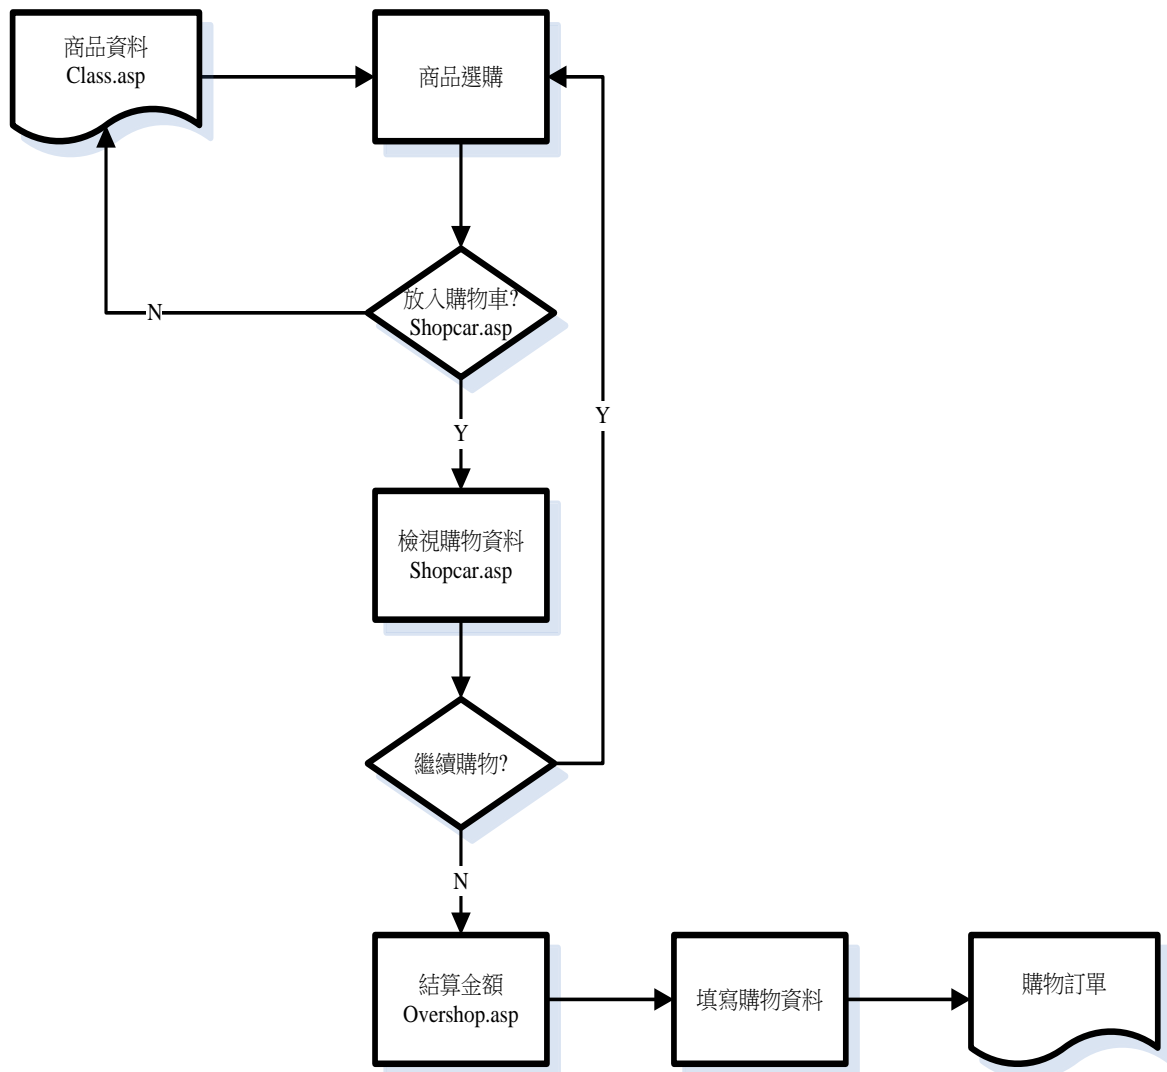 商品資料
Class.asp
商品選購
放入購物車?
Shopcar.asp
N
Y
Y
檢視購物資料
Shopcar.asp
繼續購物?
N
結算金額
Overshop.asp
填寫購物資料
購物訂單